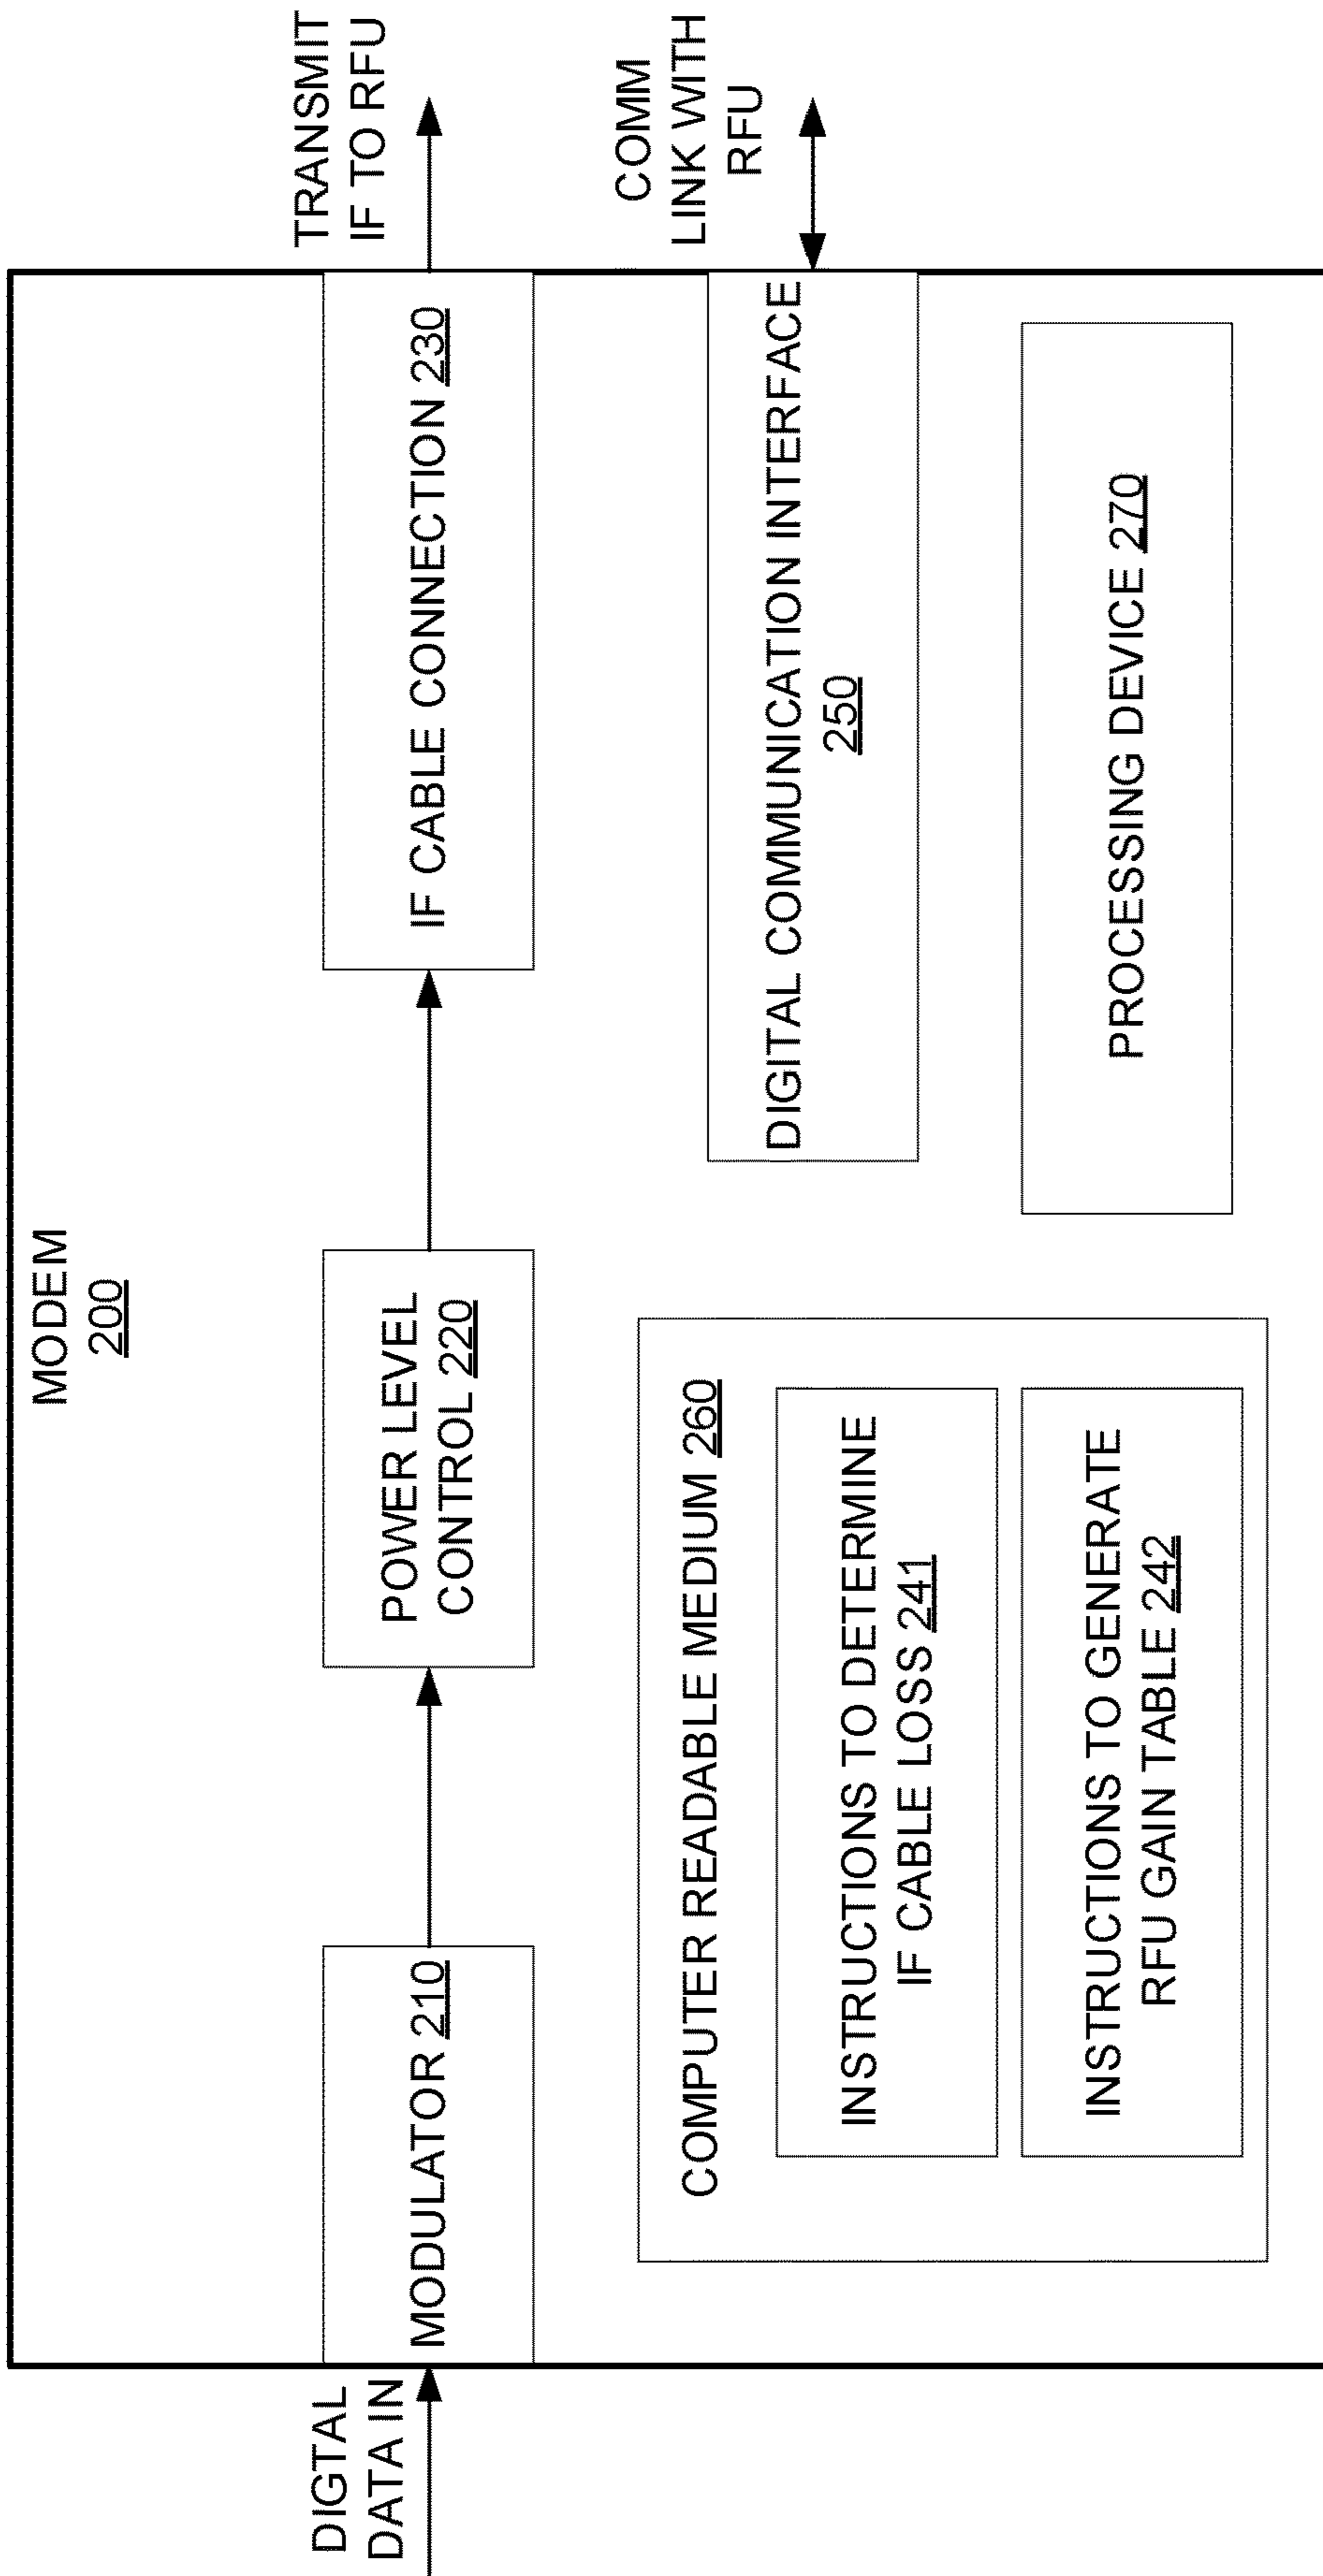 MODEM
200
DIGTAL
DATA IN
MODULATOR 210
POWER LEVEL
CONTROL 220
IF CABLE CONNECTION 230
TRANSMIT
IF TO RFU
COMPUTER READABLE MEDIUM 260
INSTRUCTIONS TO DETERMINE
IF CABLE LOSS 241
INSTRUCTIONS TO GENERATE
RFU GAIN TABLE 242
DIGITAL COMMUNICATION INTERFACE
250
COMM
LINK WITH
RFU
PROCESSING DEVICE 270